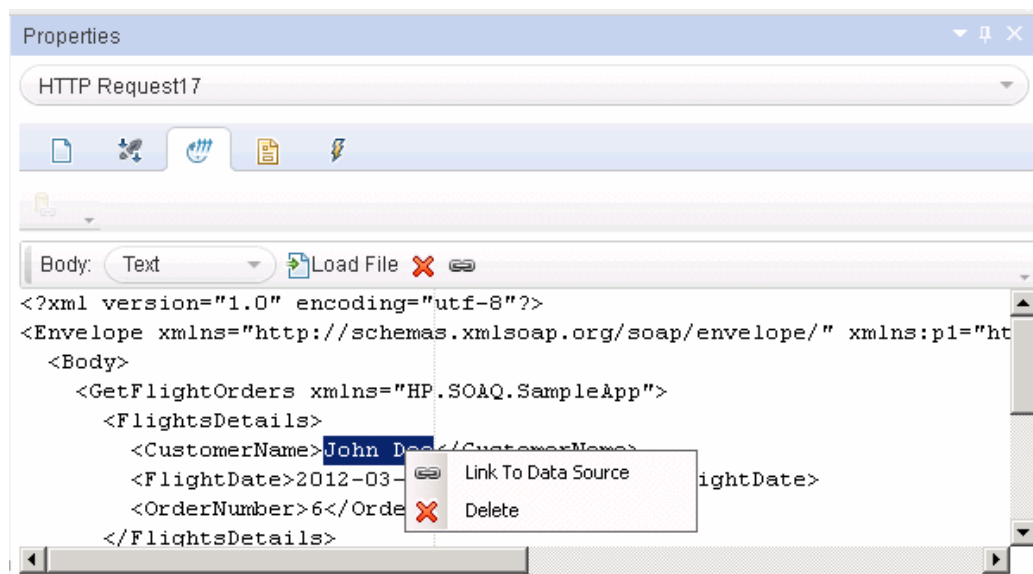 Properties
HTTP Request17
Body: Text Load File
<?xml version="1.0" encoding="utf-8"?>
<Envelope xmlns="http://schemas.xmlsoap.org/soap/envelope/" xmlns:p1="ht
<Body>
<GetFlightOrders xmlns="HP.SOAQ.SampleApp">
<FlightsDetails>
<CustomerName>John Doe</CustomerName>
<FlightDate>2012-03- ightDate>
<OrderNumber>6</Orde
</FlightsDetails>
Link To Data Source
Delete